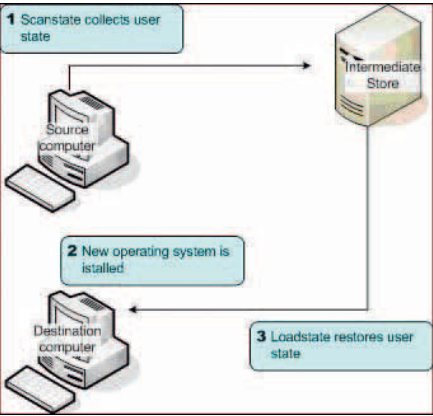 1 Scanstate collects user
state
Intermediate
Store
Source
computer
2 New operating system is
istalled
Destination
computer
3 Loadstate restores user
state